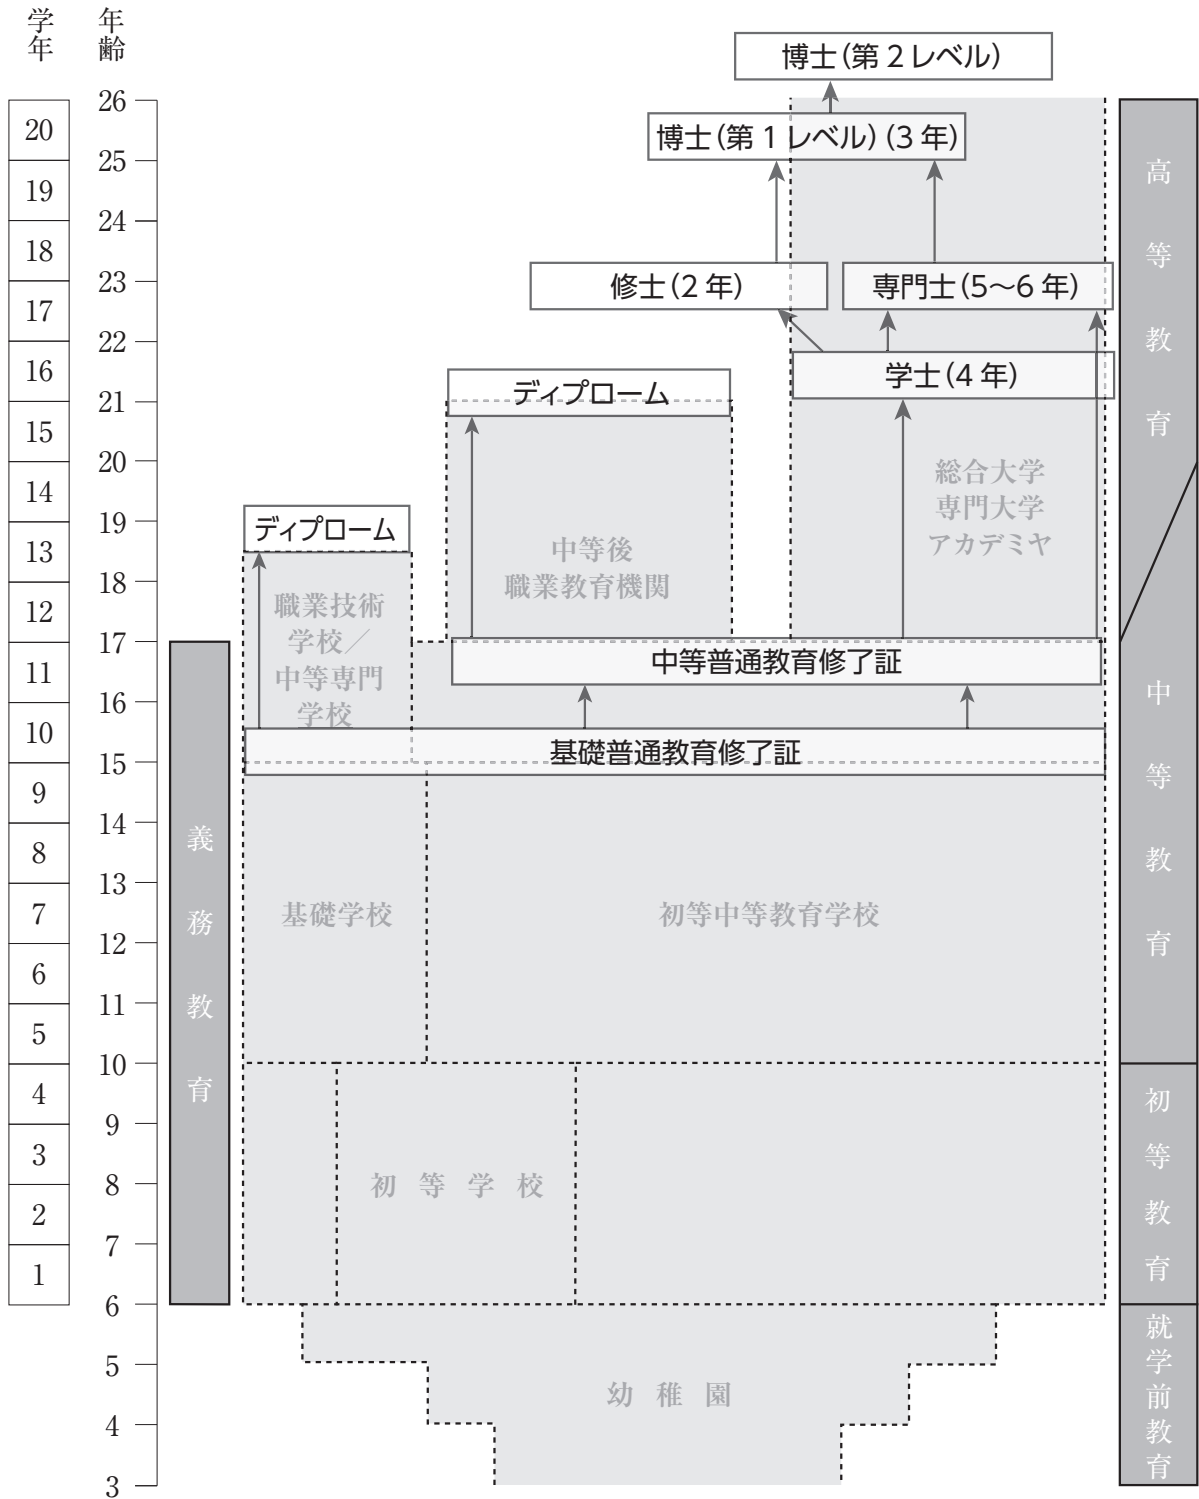 学年
年齢
博士（第２レベル）
26
20
博士（第１レベル）（３年）
25
19
24
18
23
修士（２年）
専門士（５～６年）
17
22
16
学士（４年）
ディプローム
21
15
20
総合大学
専門大学
アカデミヤ
14
19
ディプローム
13
中等後
職業教育機関
18
12
職業技術
学校／
中等専門
学校
17
11
中等普通教育修了証
16
10
基礎普通教育修了証
15
9
14
8
13
7
基礎学校
初等中等教育学校
12
6
11
5
10
4
9
3
8
初等学校
2
7
1
6
5
幼稚園
4
3
義務教育
高等教育
中等教育
初等教育
就学前教育